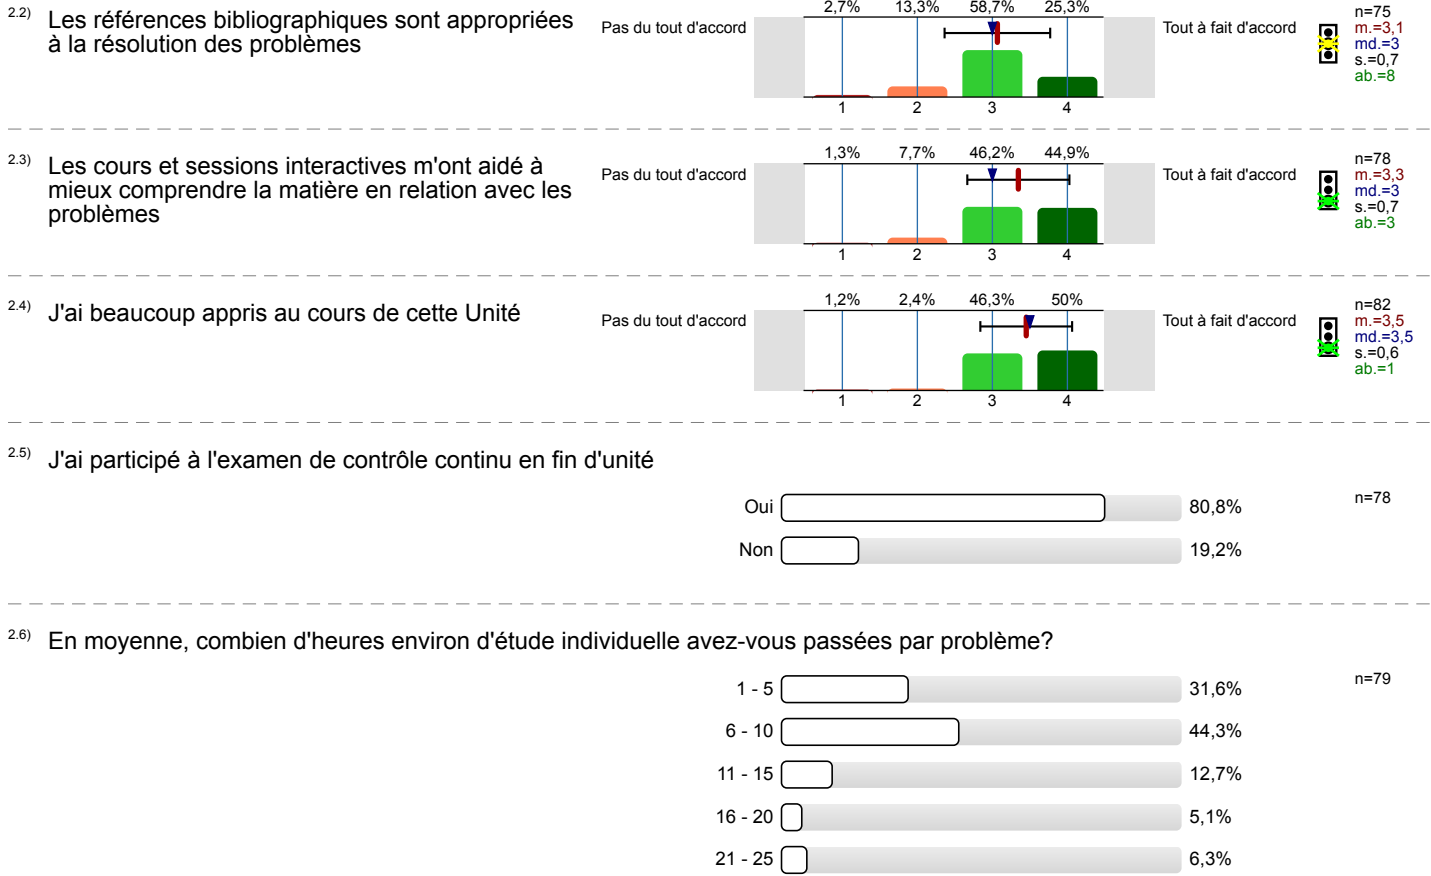 2.2) Les références bibliographiques sont appropriées
à la résolution des problèmes
Pas du tout d'accord
2,7% 13,3% 58,7% 25,3%
1 2 3 4
Tout à fait d'accord
n=75
m.=3,1
md.=3
s.=0,7
ab.=8
2.3) Les cours et sessions interactives m'ont aidé à
mieux comprendre la matière en relation avec les
problèmes
Pas du tout d'accord
1,3% 7,7% 46,2% 44,9%
1 2 3 4
Tout à fait d'accord
n=78
m.=3,3
md.=3
s.=0,7
ab.=3
2.4) J'ai beaucoup appris au cours de cette Unité
Pas du tout d'accord
1,2% 2,4% 46,3% 50%
1 2 3 4
Tout à fait d'accord
n=82
m.=3,5
md.=3,5
s.=0,6
ab.=1
2.5) J'ai participé à l'examen de contrôle continu en fin d'unité
Oui 80,8%
n=78
Non 19,2%
2.6) En moyenne, combien d'heures environ d'étude individuelle avez-vous passées par problème?
1 - 5 31,6%
n=79
6 - 10 44,3%
11 - 15 12,7%
16 - 20 5,1%
21 - 25 6,3%